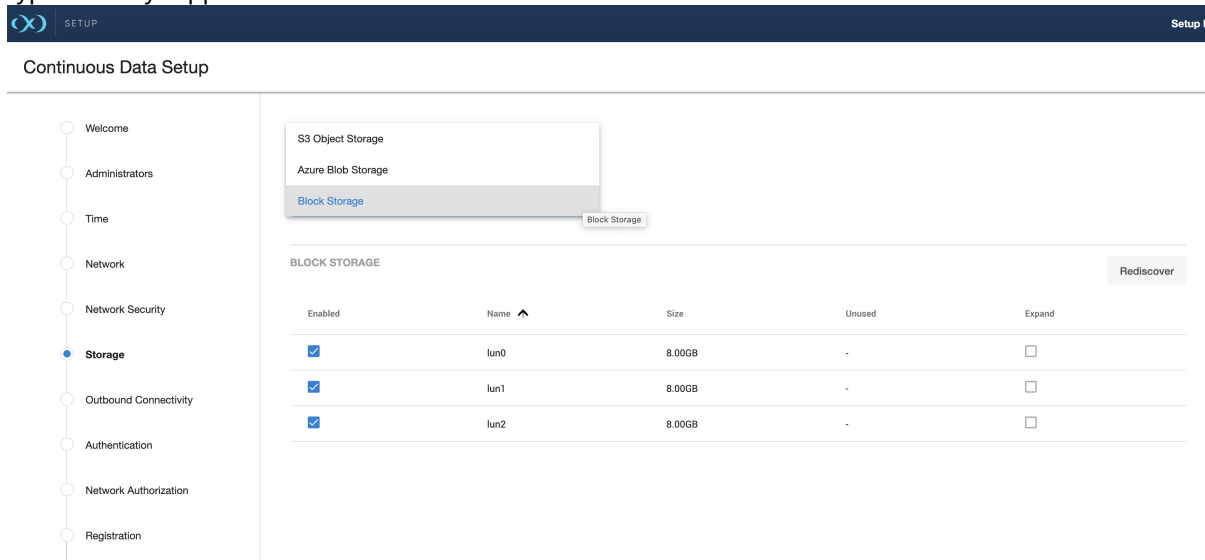 SETUP
Setup
Continuous Data Setup
Welcome
Administrators
Time
Network
Network Security
Storage
Outbound Connectivity
Authentication
Network Authorization
Registration
S3 Object Storage
Azure Blob Storage
Block Storage
Block Storage
BLOCK STORAGE
Rediscover
Enabled Name Size Unused Expand
lun0 8.00GB -
lun1 8.00GB -
lun2 8.00GB -